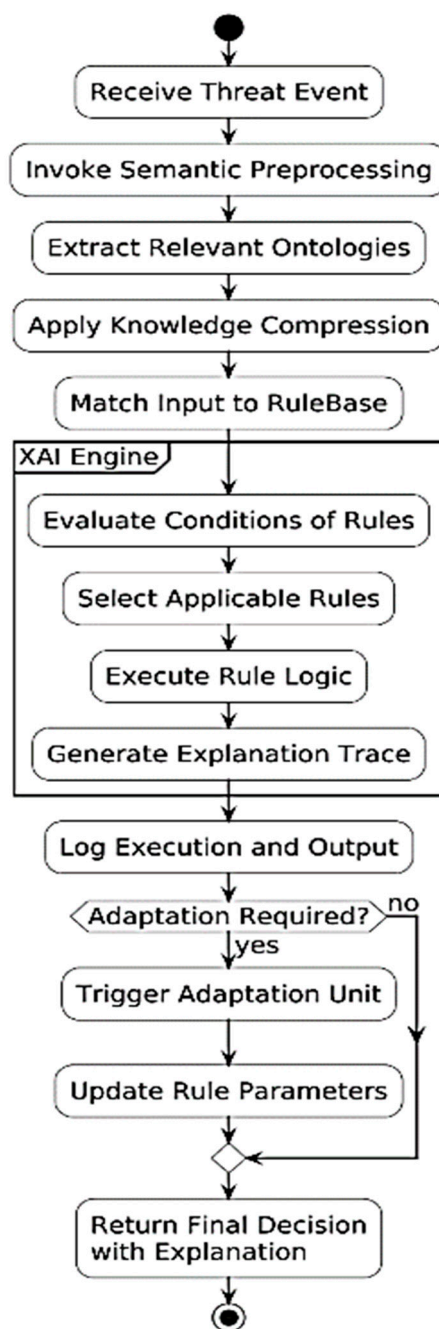 Receive Threat Event
Invoke Semantic Preprocessing
Extract Relevant Ontologies
Apply Knowledge Compression
Match Input to RuleBase
XAI Engine
Evaluate Conditions of Rules
Select Applicable Rules
Execute Rule Logic
Generate Explanation Trace
Log Execution and Output
Adaptation Required?
no
yes
Trigger Adaptation Unit
Update Rule Parameters
Return Final Decision
with Explanation